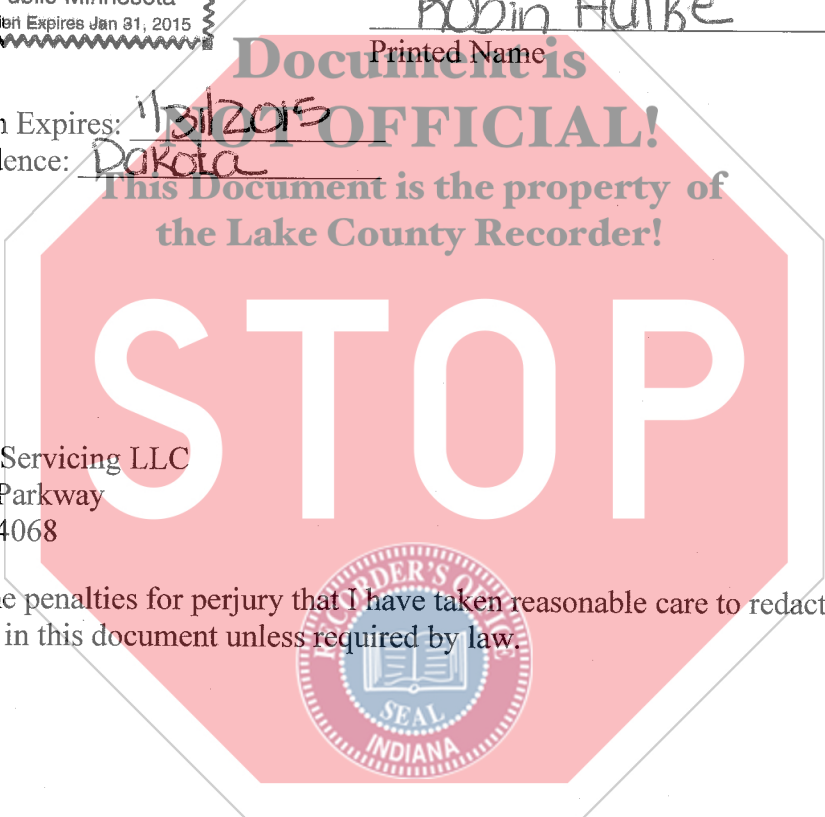 Expires Jan 31, 2015
Robin Hulke
Printed Name
Document is
NOT OFFICIAL!
Expires: 1/31/2015
Dakota
This Document is the property of
the Lake County Recorder!
STOP
Servicing LLC
Parkway
4068
penalties for perjury that I have taken reasonable care to redact
in this document unless required by law.
RECORDER'S OFFICE
SEAL
INDIANA